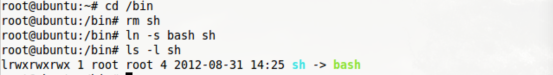 root@ubuntu:~# cd /bin
root@ubuntu:/bin# rm sh
root@ubuntu:/bin# ln -s bash sh
root@ubuntu:/bin# ls -l sh
lrwxrwxrwx 1 root root 4 2012-08-31 14:25 sh -> bash